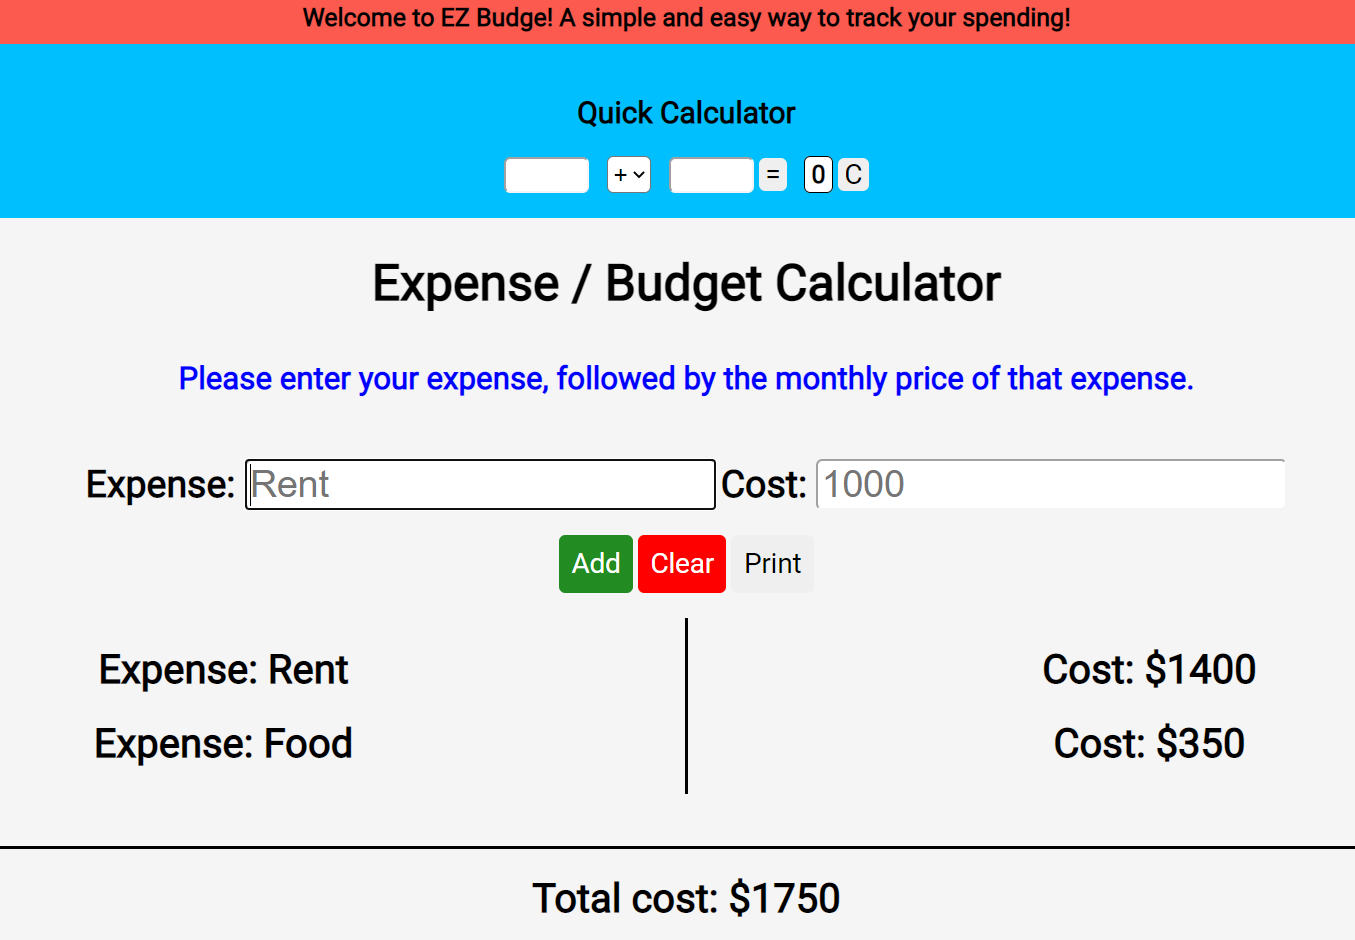 Welcome to EZ Budge! A simple and easy way to track your spending!
Quick Calculator
+ = 0 C
Expense / Budget Calculator
Please enter your expense, followed by the monthly price of that expense.
Expense: Rent Cost: 1000
Add Clear Print
Expense: Rent Cost: $1400
Expense: Food Cost: $350
Total cost: $1750